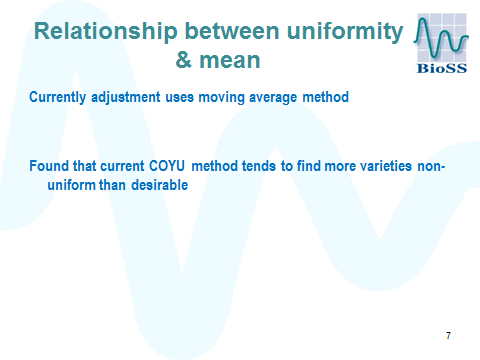 Relationship between uniformity
& mean
BioSS
Currently adjustment uses moving average method
Found that current COYU method tends to find more varieties non-
uniform than desirable
7